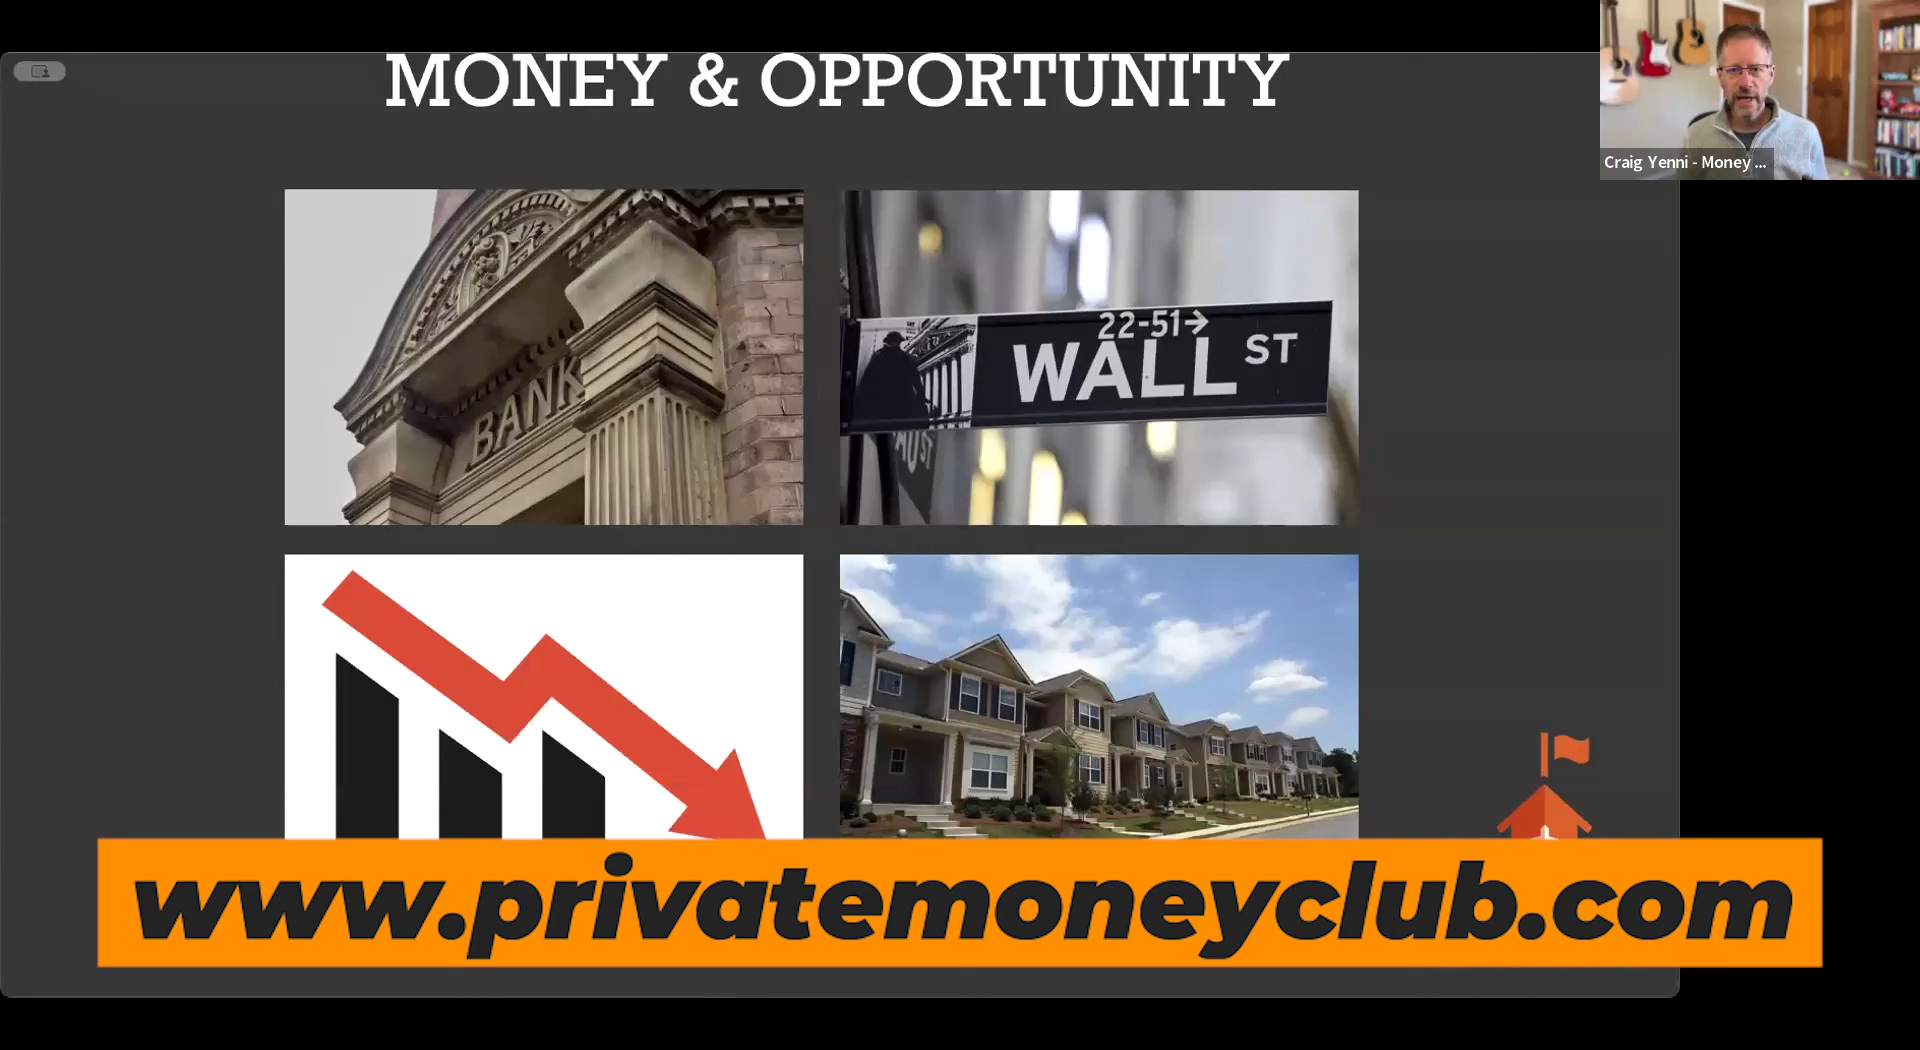 MONEY & OPPORTUNITY
Craig Yenni - Money ...
BANK
22-51→
WALL ST
www.privatemoneyclub.com